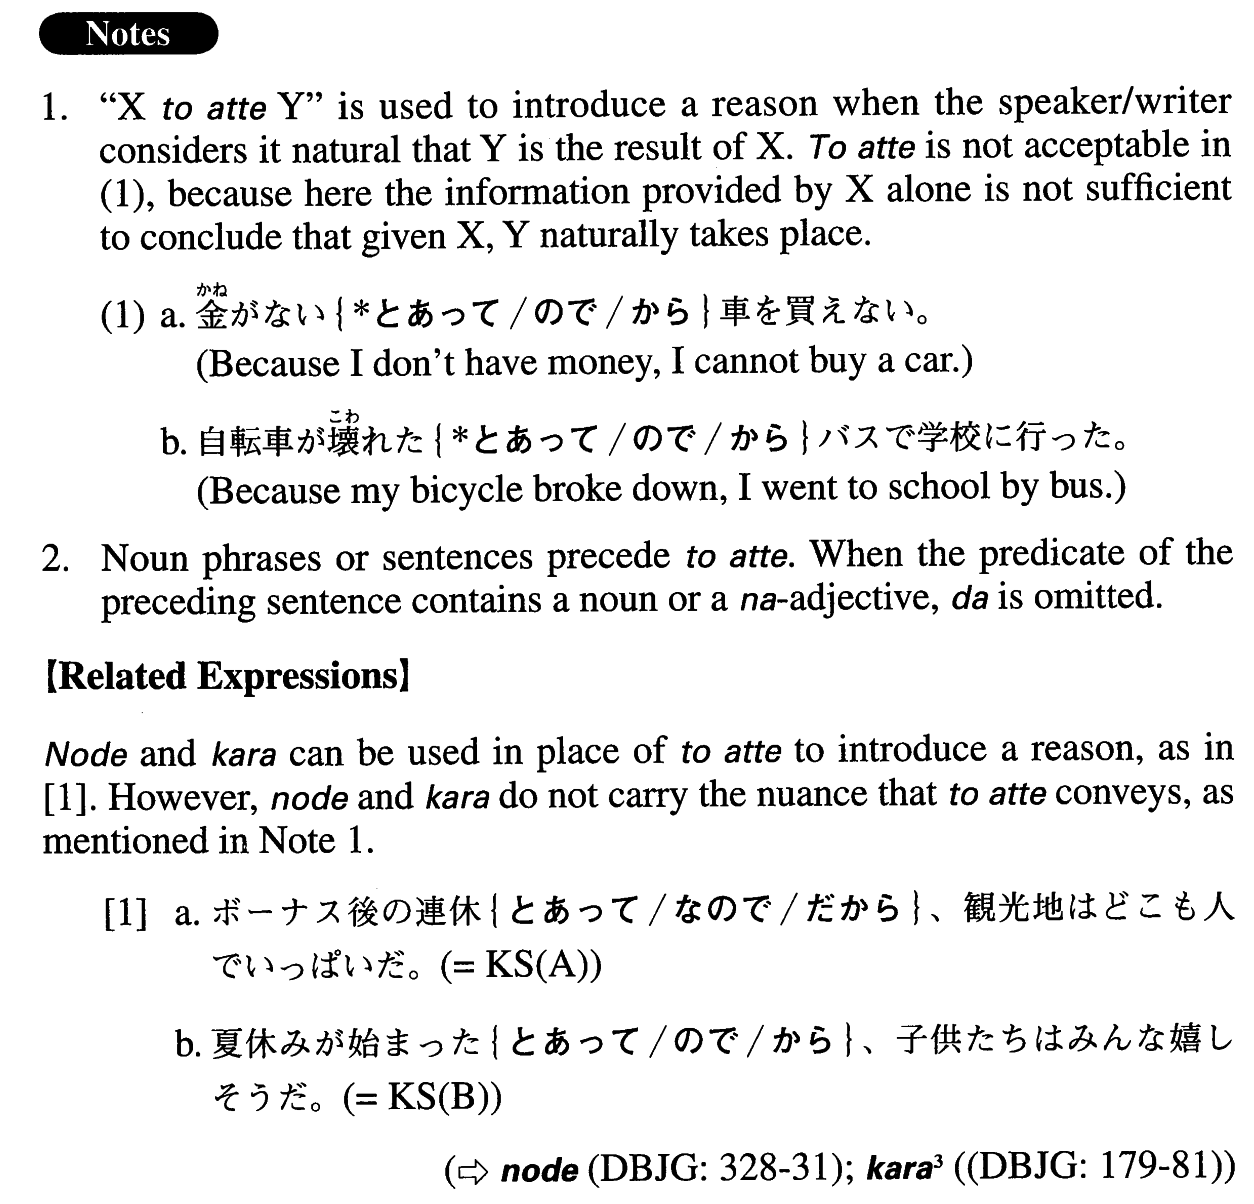 Notes
1. “X to atte Y” is used to introduce a reason when the speaker/writer
considers it natural that Y is the result of X. To atte is not acceptable in
(1), because here the information provided by X alone is not sufficient
to conclude that given X, Y naturally takes place.
かね
(1) a. 金がない{*とあって/ので/から}車を買えない。
(Because I don’t have money, I cannot buy a car.)
こわ
b. 自転車が壊れた{*とあって/ので/から}バスで学校に行った。
(Because my bicycle broke down, I went to school by bus.)
2. Noun phrases or sentences precede to atte. When the predicate of the
preceding sentence contains a noun or a na-adjective, da is omitted.
【Related Expressions】
Node and kara can be used in place of to atte to introduce a reason, as in
[1]. However, node and kara do not carry the nuance that to atte conveys, as
mentioned in Note 1.
[1] a. ボーナス後の連休{とあって/なので/だから}、観光地はどこも人
でいっぱいだ。(= KS(A))
b. 夏休みが始まった{とあって/ので/から}、子供たちはみんな嬉し
そうだ。(= KS(B))
(⇨ node (DBJG: 328-31); kara³ ((DBJG: 179-81))